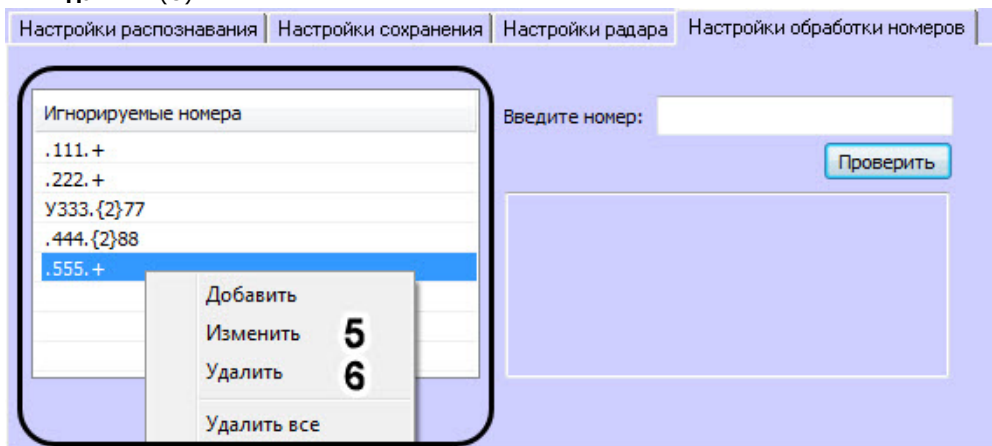 Настройки распознавания Настройки сохранения Настройки радара Настройки обработки номеров
Игнорируемые номера
.111.+
.222.+
У333.{2}77
.444.{2}88
.555.+
Добавить
Изменить 5
Удалить 6
Удалить все
Введите номер:
Проверить